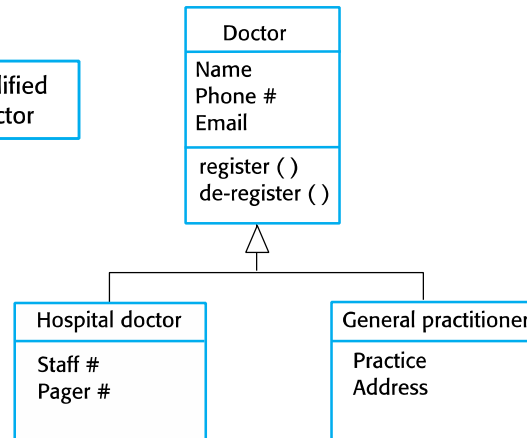 Doctor
Name
Phone #
Email
register ( )
de-register ( )
Hospital doctor
Staff #
Pager #
General practitioner
Practice
Address